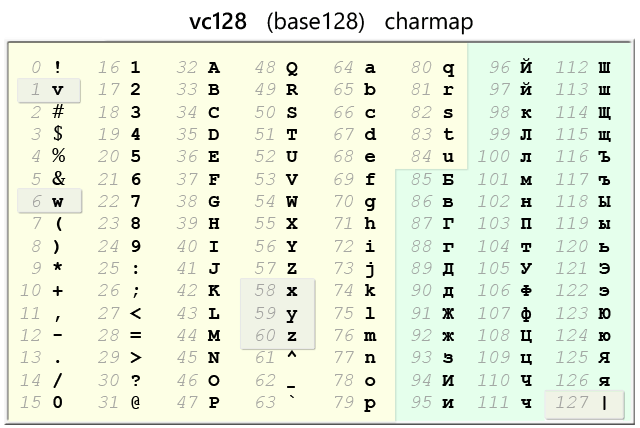 vc128 (base128) charmap
0 ! 16 1 32 A 48 Q 64 a 80 q 96 Й 112 Ш
1 v 17 2 33 B 49 R 65 b 81 r 97 й 113 ш
2 # 18 3 34 C 50 S 66 c 82 s 98 к 114 Щ
3 $ 19 4 35 D 51 T 67 d 83 t 99 Л 115 щ
4 % 20 5 36 E 52 U 68 e 84 u 100 л 116 Ъ
5 & 21 6 37 F 53 V 69 f 85 Б 101 м 117 ъ
6 w 22 7 38 G 54 W 70 g 86 в 102 н 118 Ы
7 ( 23 8 39 H 55 X 71 h 87 Г 103 П 119 ы
8 ) 24 9 40 I 56 Y 72 i 88 г 104 т 120 ь
9 * 25 : 41 J 57 Z 73 j 89 Д 105 У 121 Э
10 + 26 ; 42 K 58 x 74 k 90 д 106 Ф 122 э
11 , 27 < 43 L 59 y 75 l 91 Ж 107 ф 123 Ю
12 - 28 = 44 M 60 z 76 m 92 ж 108 Ц 124 ю
13 . 29 > 45 N 61 ^ 77 n 93 з 109 ц 125 Я
14 / 30 ? 46 O 62 _ 78 o 94 И 110 Ч 126 я
15 0 31 @ 47 P 63 ` 79 p 95 и 111 ч 127 |